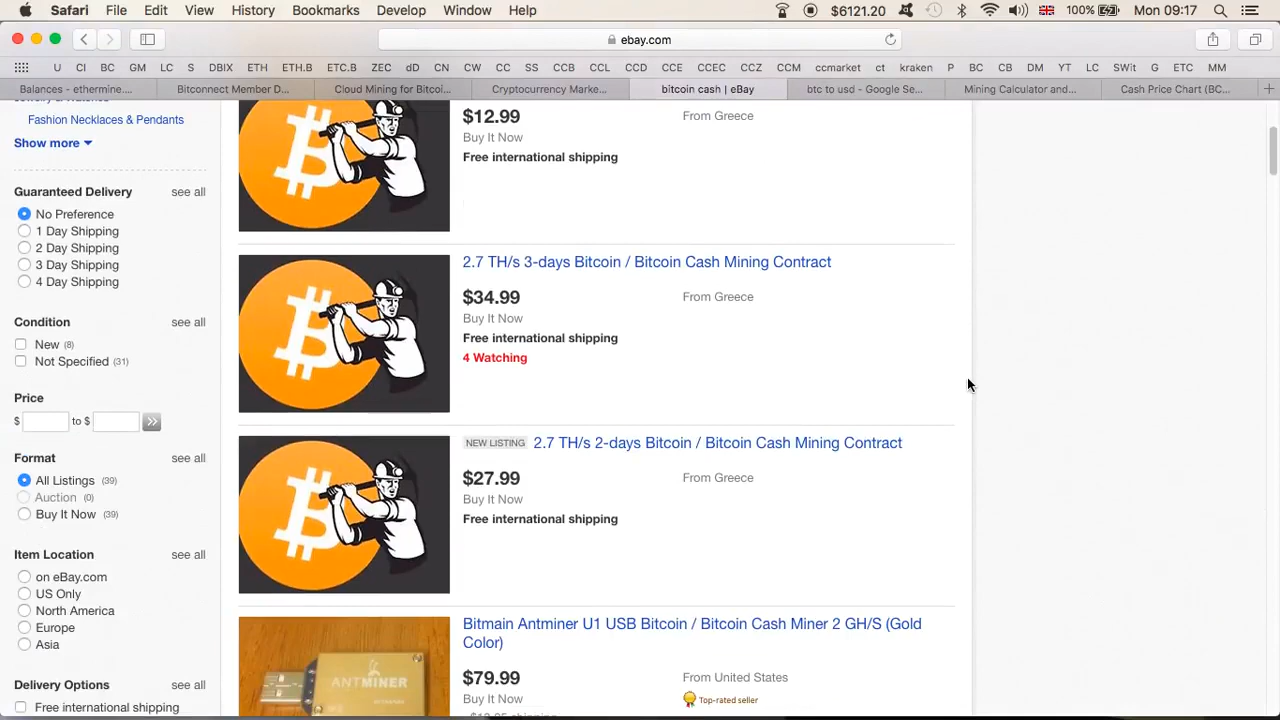 Safari File Edit View History Bookmarks Develop Window Help $6121.20 100% Mon 09:17
ebay.com
U CI BC GM LC S DBIX ETH ETH.B ETC.B ZEC dD CN CW CC SS CCB CCL CCD CCE CCEC CCZ CCM ccmarket ct kraken P BC CB DM YT LC SWit G ETC MM
Balances - ethermine.... Bitconnect Member D... Cloud Mining for Bitcoi... Cryptocurrency Marke... bitcoin cash | eBay btc to usd - Google Se... Mining Calculator and... Cash Price Chart (BC...
Fashion Necklaces & Pendants
Show more
Guaranteed Delivery see all
No Preference
1 Day Shipping
2 Day Shipping
3 Day Shipping
4 Day Shipping
Condition see all
New (8)
Not Specified (31)
Price
$ to $
Format see all
All Listings (39)
Auction (0)
Buy It Now (39)
Item Location see all
on eBay.com
US Only
North America
Europe
Asia
Delivery Options see all
Free international shipping
$12.99 From Greece
Buy It Now
Free international shipping
2.7 TH/s 3-days Bitcoin / Bitcoin Cash Mining Contract
$34.99 From Greece
Buy It Now
Free international shipping
4 Watching
NEW LISTING 2.7 TH/s 2-days Bitcoin / Bitcoin Cash Mining Contract
$27.99 From Greece
Buy It Now
Free international shipping
Bitmain Antminer U1 USB Bitcoin / Bitcoin Cash Miner 2 GH/S (Gold
Color)
$79.99 From United States
Buy It Now Top-rated seller
ANTMINER